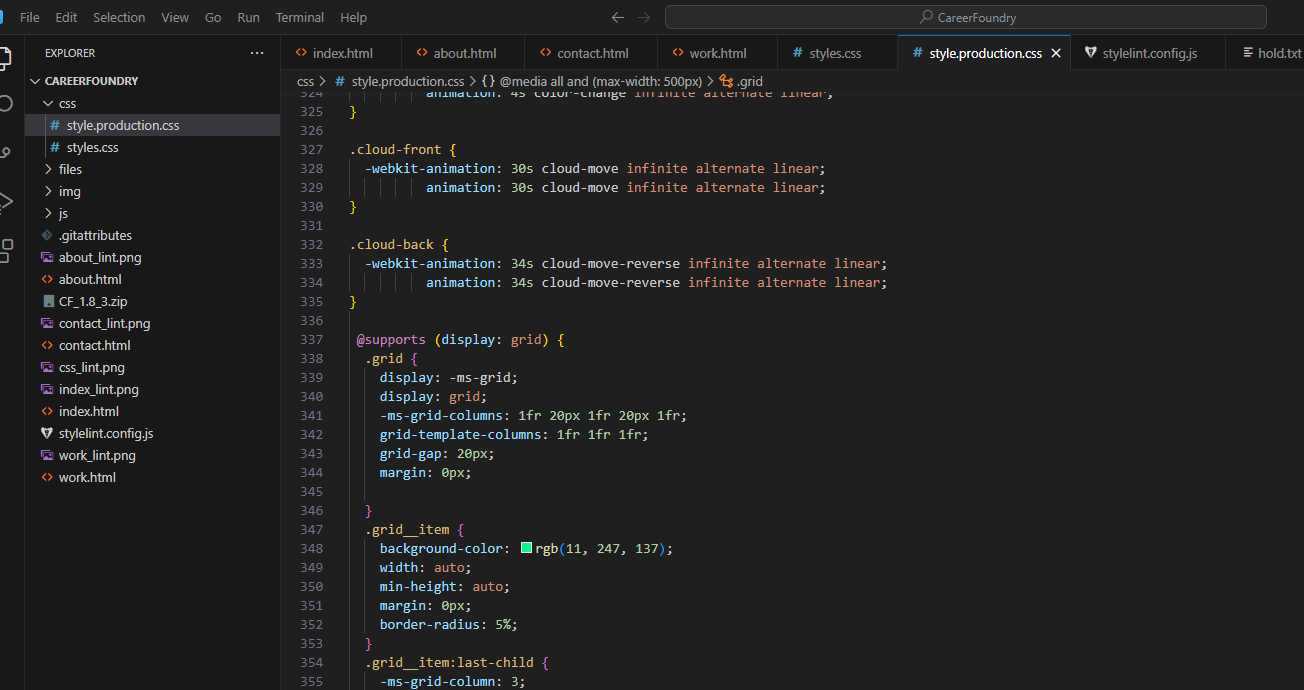 File Edit Selection View Go Run Terminal Help
CareerFoundry
EXPLORER
index.html about.html contact.html work.html styles.css style.production.css stylelint.config.js hold.txt
CAREERFOUNDRY
css
style.production.css
styles.css
files
img
js
.gitattributes
about_lint.png
about.html
CF_1.8_3.zip
contact_lint.png
contact.html
css_lint.png
index_lint.png
index.html
stylelint.config.js
work_lint.png
work.html
css > # style.production.css > {} @media all and (max-width: 500px) > .grid
324 animation: 4s color-change infinite alternate linear;
325 }
326
327 .cloud-front {
328 -webkit-animation: 30s cloud-move infinite alternate linear;
329 animation: 30s cloud-move infinite alternate linear;
330 }
331
332 .cloud-back {
333 -webkit-animation: 34s cloud-move-reverse infinite alternate linear;
334 animation: 34s cloud-move-reverse infinite alternate linear;
335 }
336
337 @supports (display: grid) {
338 .grid {
339 display: -ms-grid;
340 display: grid;
341 -ms-grid-columns: 1fr 20px 1fr 20px 1fr;
342 grid-template-columns: 1fr 1fr 1fr;
343 grid-gap: 20px;
344 margin: 0px;
345
346 }
347 .grid__item {
348 background-color: rgb(11, 247, 137);
349 width: auto;
350 min-height: auto;
351 margin: 0px;
352 border-radius: 5%;
353 }
354 .grid__item:last-child {
355 -ms-grid-column: 3;